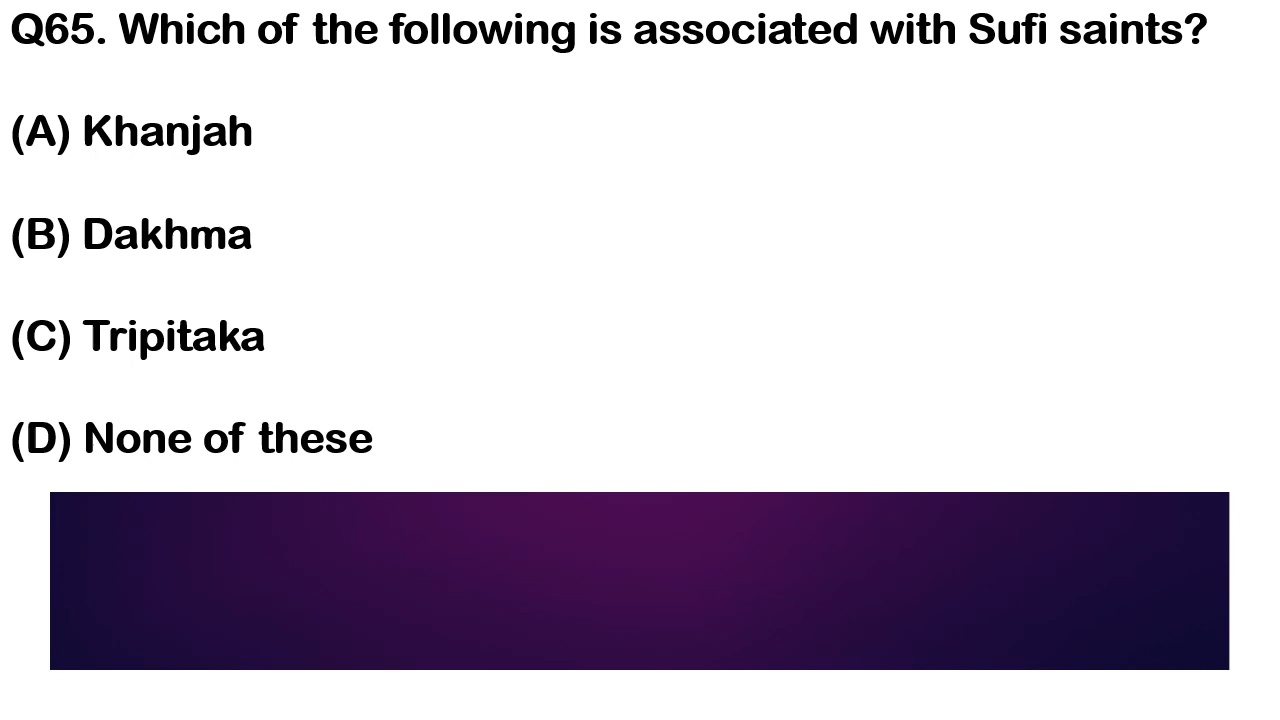 Q65. Which of the following is associated with Sufi saints?
(A) Khanjah
(B) Dakhma
(C) Tripitaka
(D) None of these